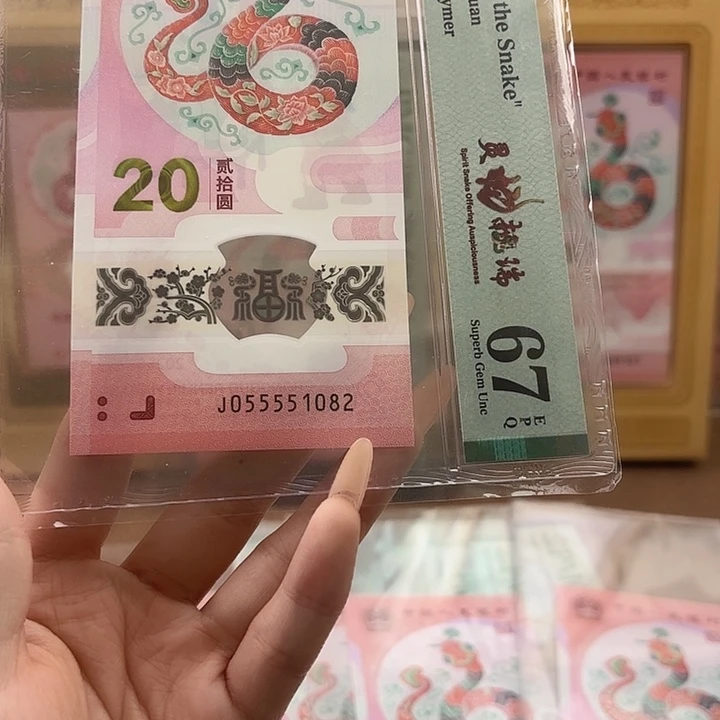 20
贰拾圆
福
J055551082
the Snake"
uan
ymer
灵蛇献瑞
Spirit Snake Offering Auspiciousness
67
EPQ
Superb Gem Unc